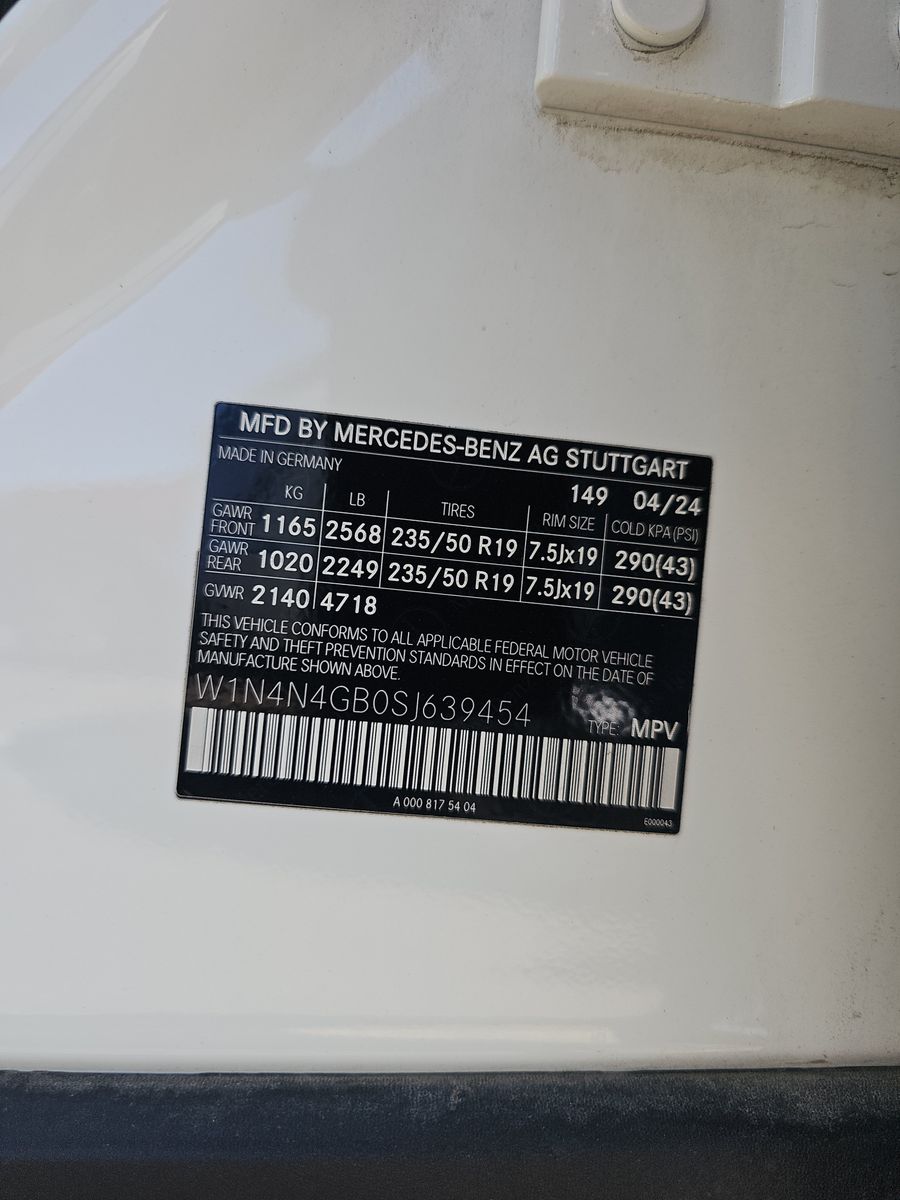 MFD BY MERCEDES-BENZ AG STUTTGART
MADE IN GERMANY
149 04/24
KG LB TIRES RIM SIZE COLD KPA (PSI)
GAWR FRONT 1165 2568 235/50 R19 7.5Jx19 290(43)
GAWR REAR 1020 2249 235/50 R19 7.5Jx19 290(43)
GVWR 2140 4718
THIS VEHICLE CONFORMS TO ALL APPLICABLE FEDERAL MOTOR VEHICLE
SAFETY AND THEFT PREVENTION STANDARDS IN EFFECT ON THE DATE OF
MANUFACTURE SHOWN ABOVE.
W1N4N4GB0SJ639454
TYPE: MPV
A 000 817 54 04
E000043